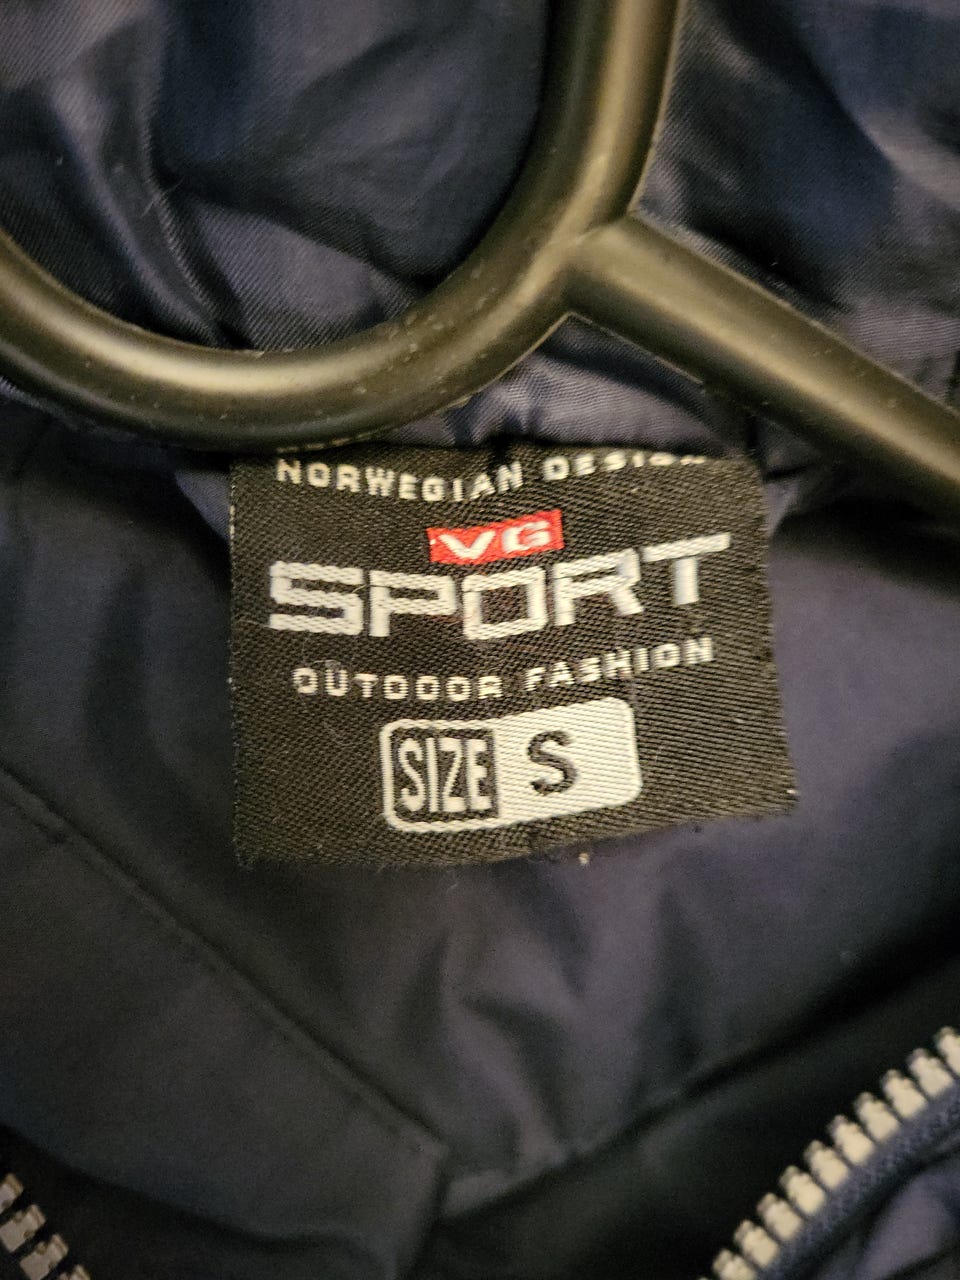 NORWEGIAN DESIGN
VG
SPORT
OUTDOOR FASHION
SIZE S